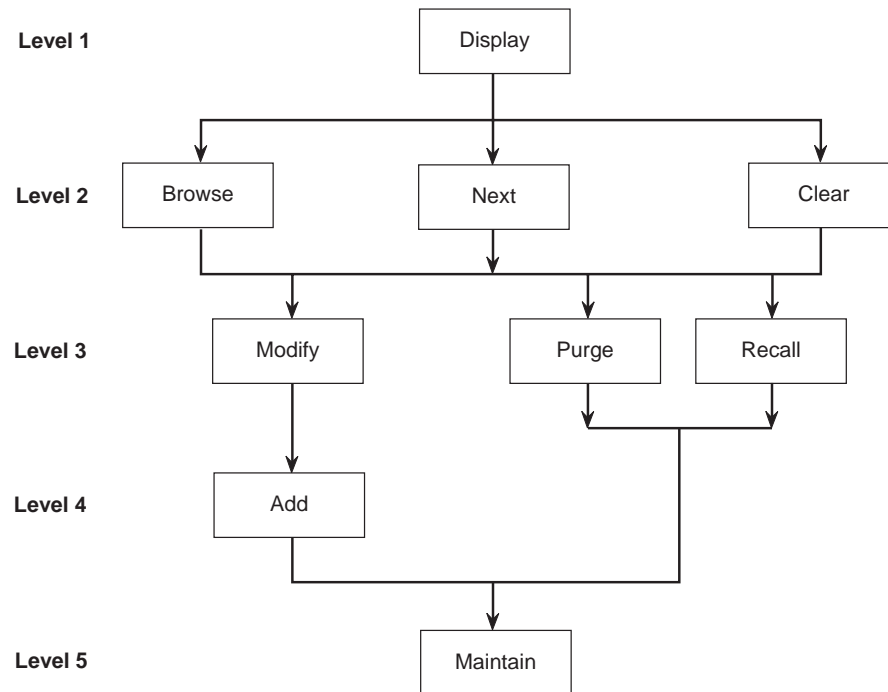 Level 1
Display
Level 2
Browse
Next
Clear
Level 3
Modify
Purge
Recall
Level 4
Add
Level 5
Maintain